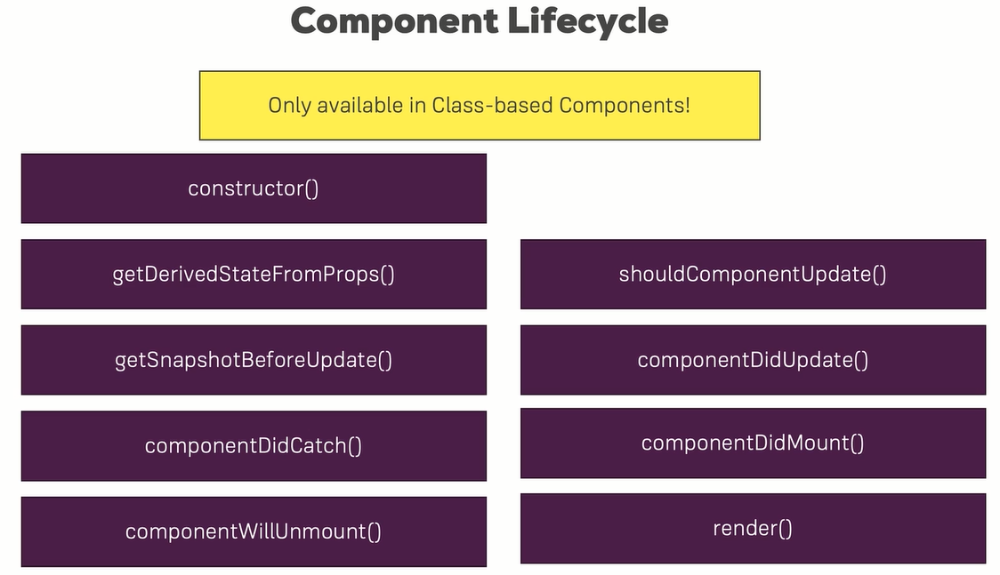 Component Lifecycle
Only available in Class-based Components!
constructor()
getDerivedStateFromProps()
shouldComponentUpdate()
getSnapshotBeforeUpdate()
componentDidUpdate()
componentDidCatch()
componentDidMount()
componentWillUnmount()
render()